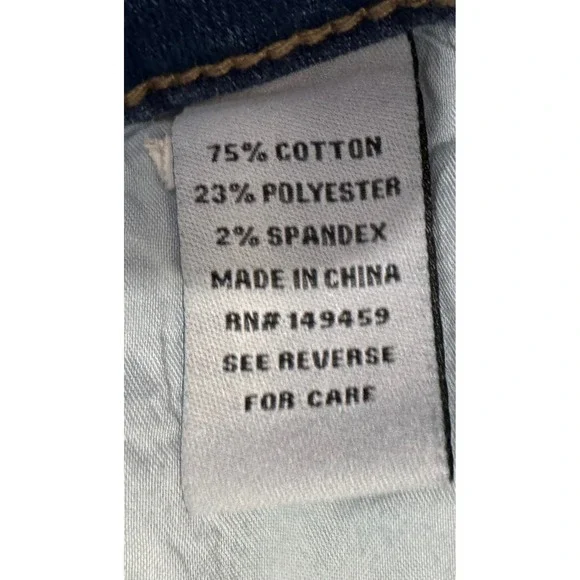 75% COTTON
23% POLYESTER
2% SPANDEX
MADE IN CHINA
RN# 149459
SEE REVERSE
FOR CARE